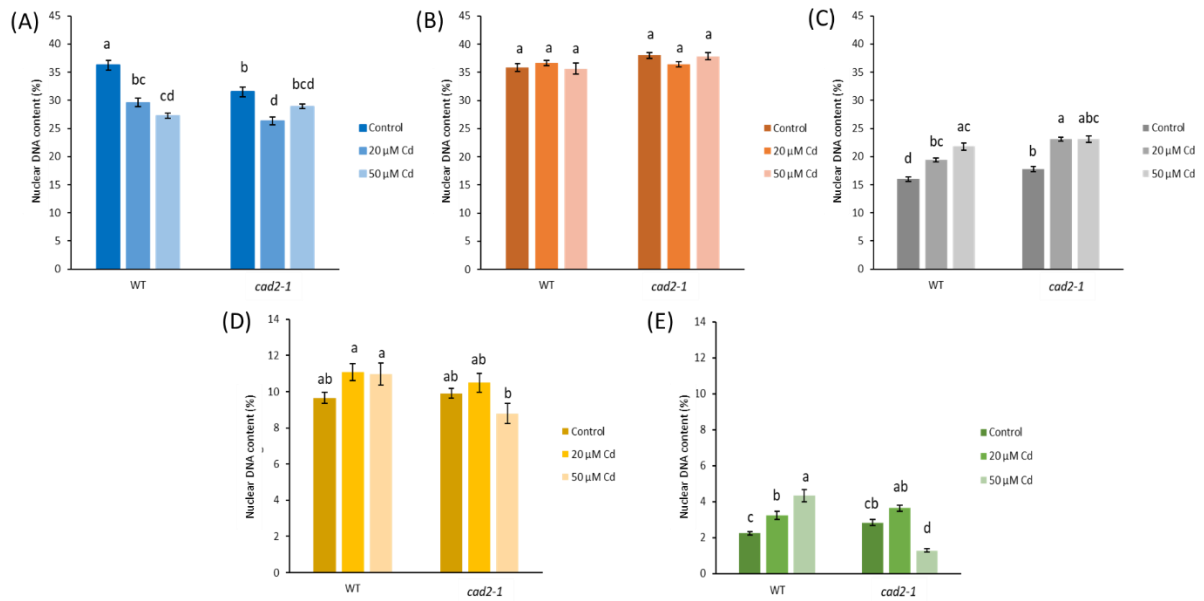 (A)
Nuclear DNA content (%)
45
40
35
30
25
20
15
10
5
0
a
bc
cd
b
d
bcd
WT
cad2-1
Control
20 µM Cd
50 µM Cd
(B)
Nuclear DNA content (%)
45
40
35
30
25
20
15
10
5
0
a
a
a
a
a
a
WT
cad2-1
Control
20 µM Cd
50 µM Cd
(C)
Nuclear DNA content (%)
45
40
35
30
25
20
15
10
5
0
d
bc
ac
b
a
abc
WT
cad2-1
Control
20 µM Cd
50 µM Cd
(D)
Nuclear DNA content (%)
14
12
10
8
6
4
2
0
ab
a
a
ab
ab
b
WT
cad2-1
Control
20 µM Cd
50 µM Cd
(E)
Nuclear DNA content (%)
14
12
10
8
6
4
2
0
c
b
a
cb
ab
d
WT
cad2-1
Control
20 µM Cd
50 µM Cd